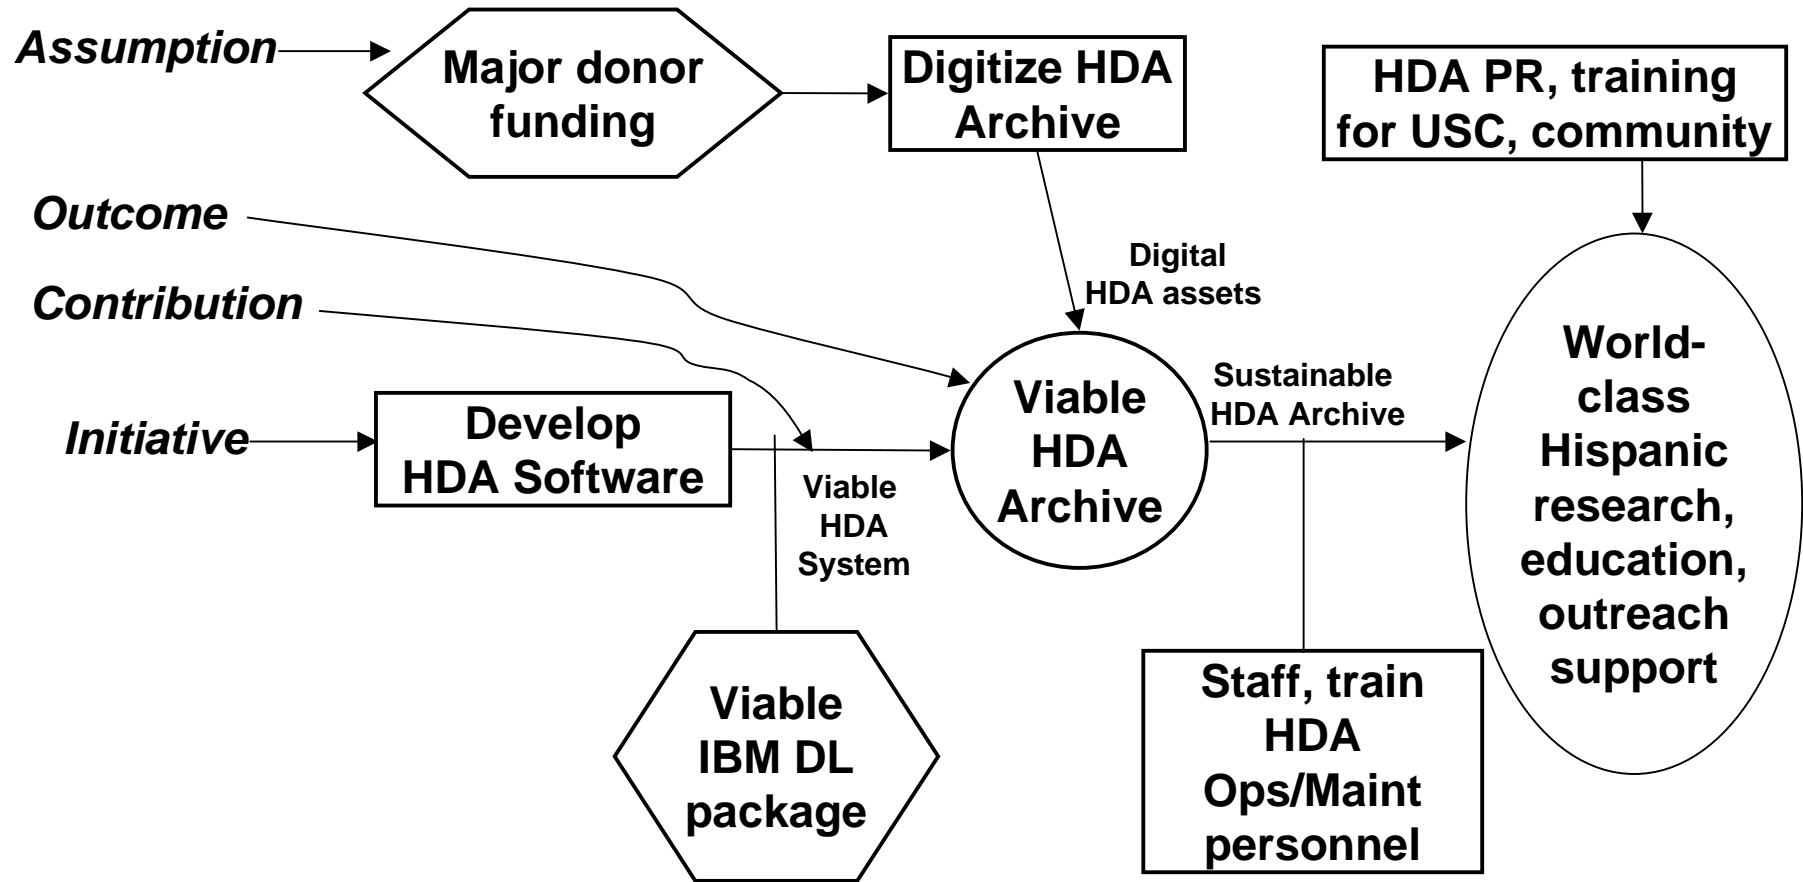 Assumption
Major donor
funding
Digitize HDA
Archive
HDA PR, training
for USC, community
Outcome
Contribution
Digital
HDA assets
Initiative
Develop
HDA Software
Viable
HDA
System
Viable
HDA
Archive
Sustainable
HDA Archive
World-
class
Hispanic
research,
education,
outreach
support
Viable
IBM DL
package
Staff, train
HDA
Ops/Maint
personnel